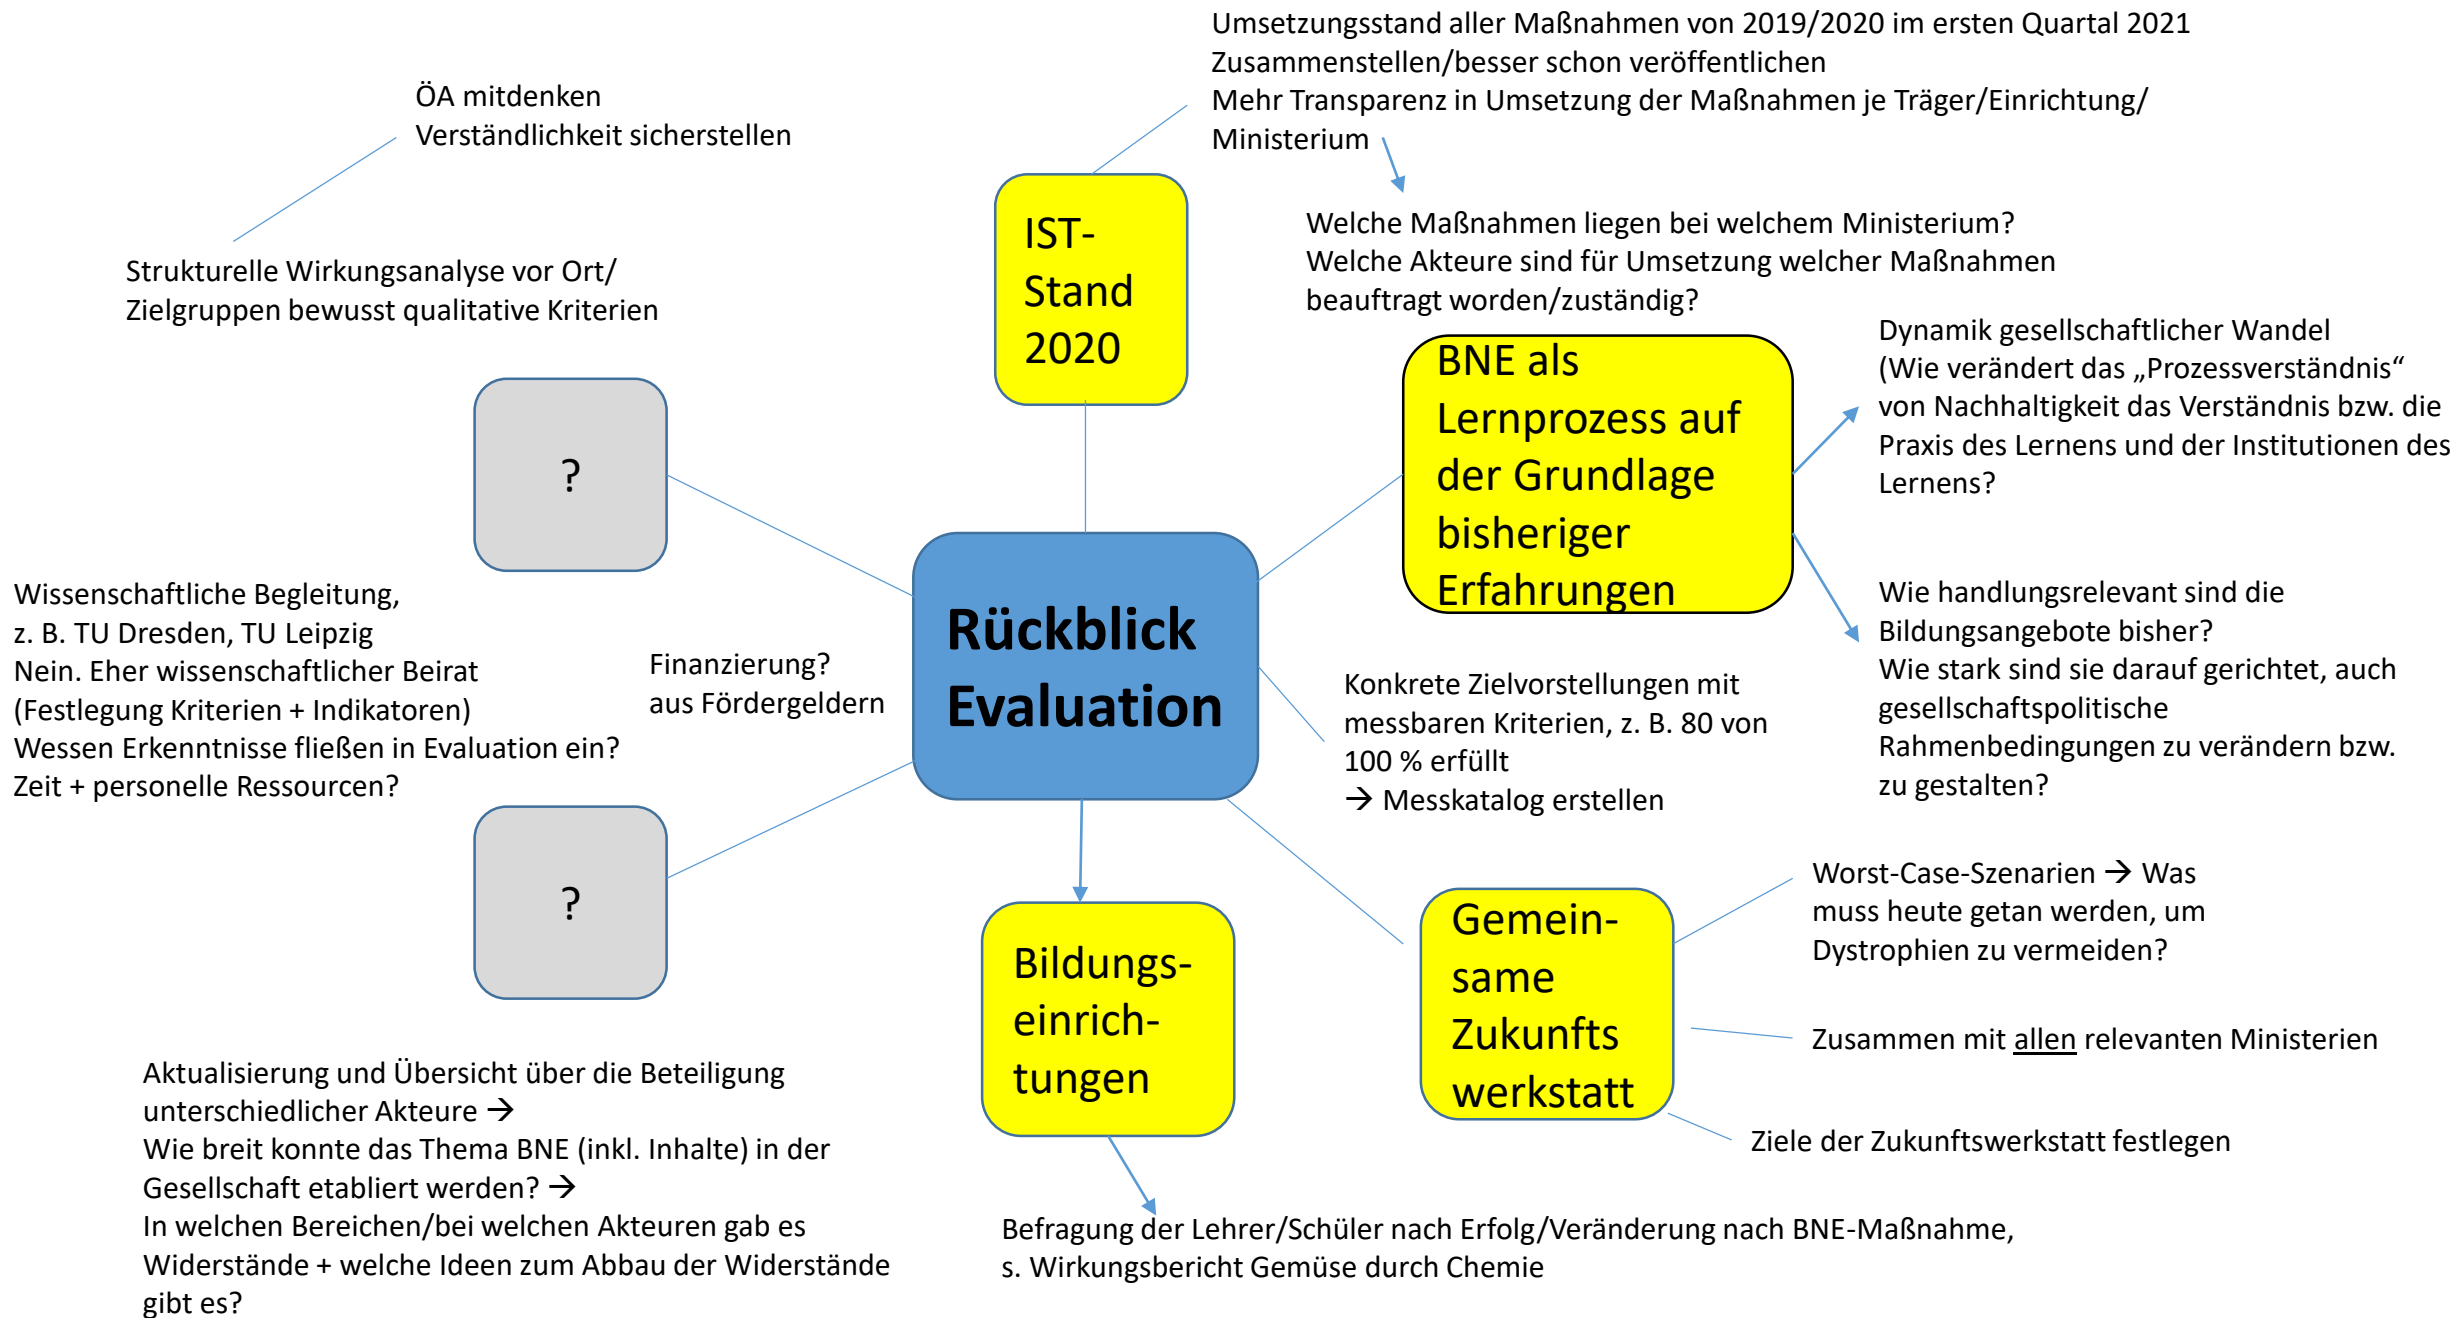 Umsetzungsstand aller Maßnahmen von 2019/2020 im ersten Quartal 2021
Zusammenstellen/besser schon veröffentlichen
Mehr Transparenz in Umsetzung der Maßnahmen je Träger/Einrichtung/
Ministerium
ÖA mitdenken
Verständlichkeit sicherstellen
IST-
Stand
2020
Welche Maßnahmen liegen bei welchem Ministerium?
Welche Akteure sind für Umsetzung welcher Maßnahmen
beauftragt worden/zuständig?
Strukturelle Wirkungsanalyse vor Ort/
Zielgruppen bewusst qualitative Kriterien
BNE als
Lernprozess auf
der Grundlage
bisheriger
Erfahrungen
Dynamik gesellschaftlicher Wandel
(Wie verändert das „Prozessverständnis“
von Nachhaltigkeit das Verständnis bzw. die
Praxis des Lernens und der Institutionen des
Lernens?
?
Rückblick
Evaluation
Wissenschaftliche Begleitung,
z. B. TU Dresden, TU Leipzig
Nein. Eher wissenschaftlicher Beirat
(Festlegung Kriterien + Indikatoren)
Wessen Erkenntnisse fließen in Evaluation ein?
Zeit + personelle Ressourcen?
Finanzierung?
aus Fördergeldern
Konkrete Zielvorstellungen mit
messbaren Kriterien, z. B. 80 von
100 % erfüllt
→ Messkatalog erstellen
Wie handlungsrelevant sind die
Bildungsangebote bisher?
Wie stark sind sie darauf gerichtet, auch
gesellschaftspolitische
Rahmenbedingungen zu verändern bzw.
zu gestalten?
?
Bildungs-
einrich-
tungen
Gemein-
same
Zukunfts
werkstatt
Worst-Case-Szenarien → Was
muss heute getan werden, um
Dystrophien zu vermeiden?
Zusammen mit allen relevanten Ministerien
Ziele der Zukunftswerkstatt festlegen
Aktualisierung und Übersicht über die Beteiligung
unterschiedlicher Akteure →
Wie breit konnte das Thema BNE (inkl. Inhalte) in der
Gesellschaft etabliert werden? →
In welchen Bereichen/bei welchen Akteuren gab es
Widerstände + welche Ideen zum Abbau der Widerstände
gibt es?
Befragung der Lehrer/Schüler nach Erfolg/Veränderung nach BNE-Maßnahme,
s. Wirkungsbericht Gemüse durch Chemie